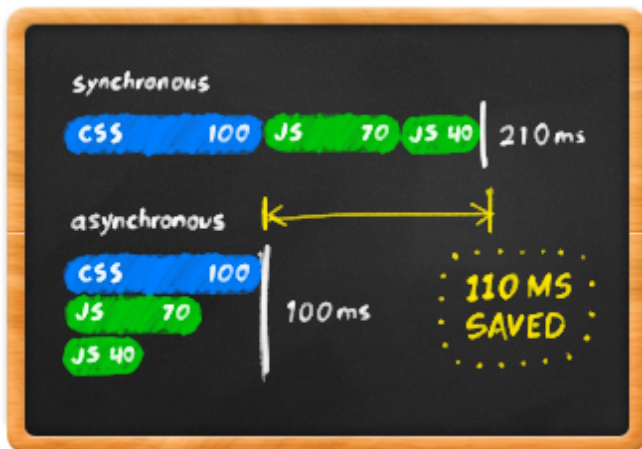 synchronous
CSS 100 JS 70 JS 40 210ms
asynchronous
CSS 100
JS 70
JS 40
100ms
110 MS
SAVED